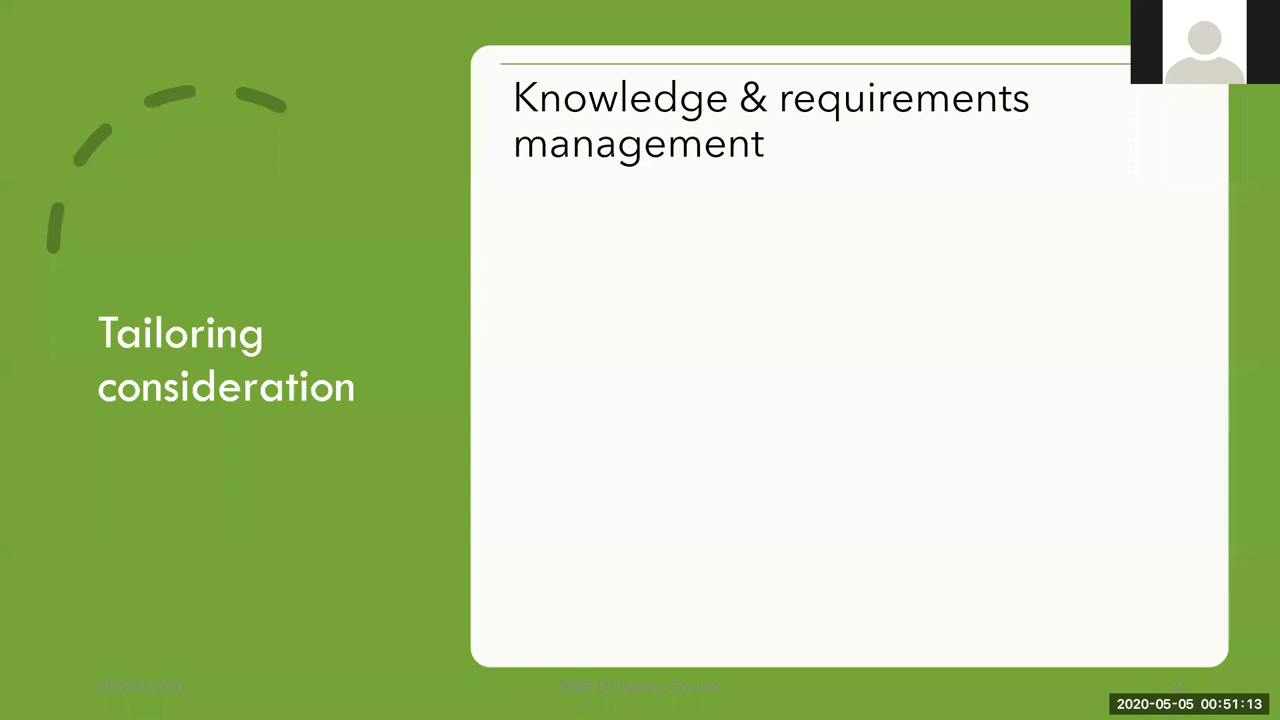 Knowledge & requirements
management
Tailoring
consideration
2020-05-05 00:51:13